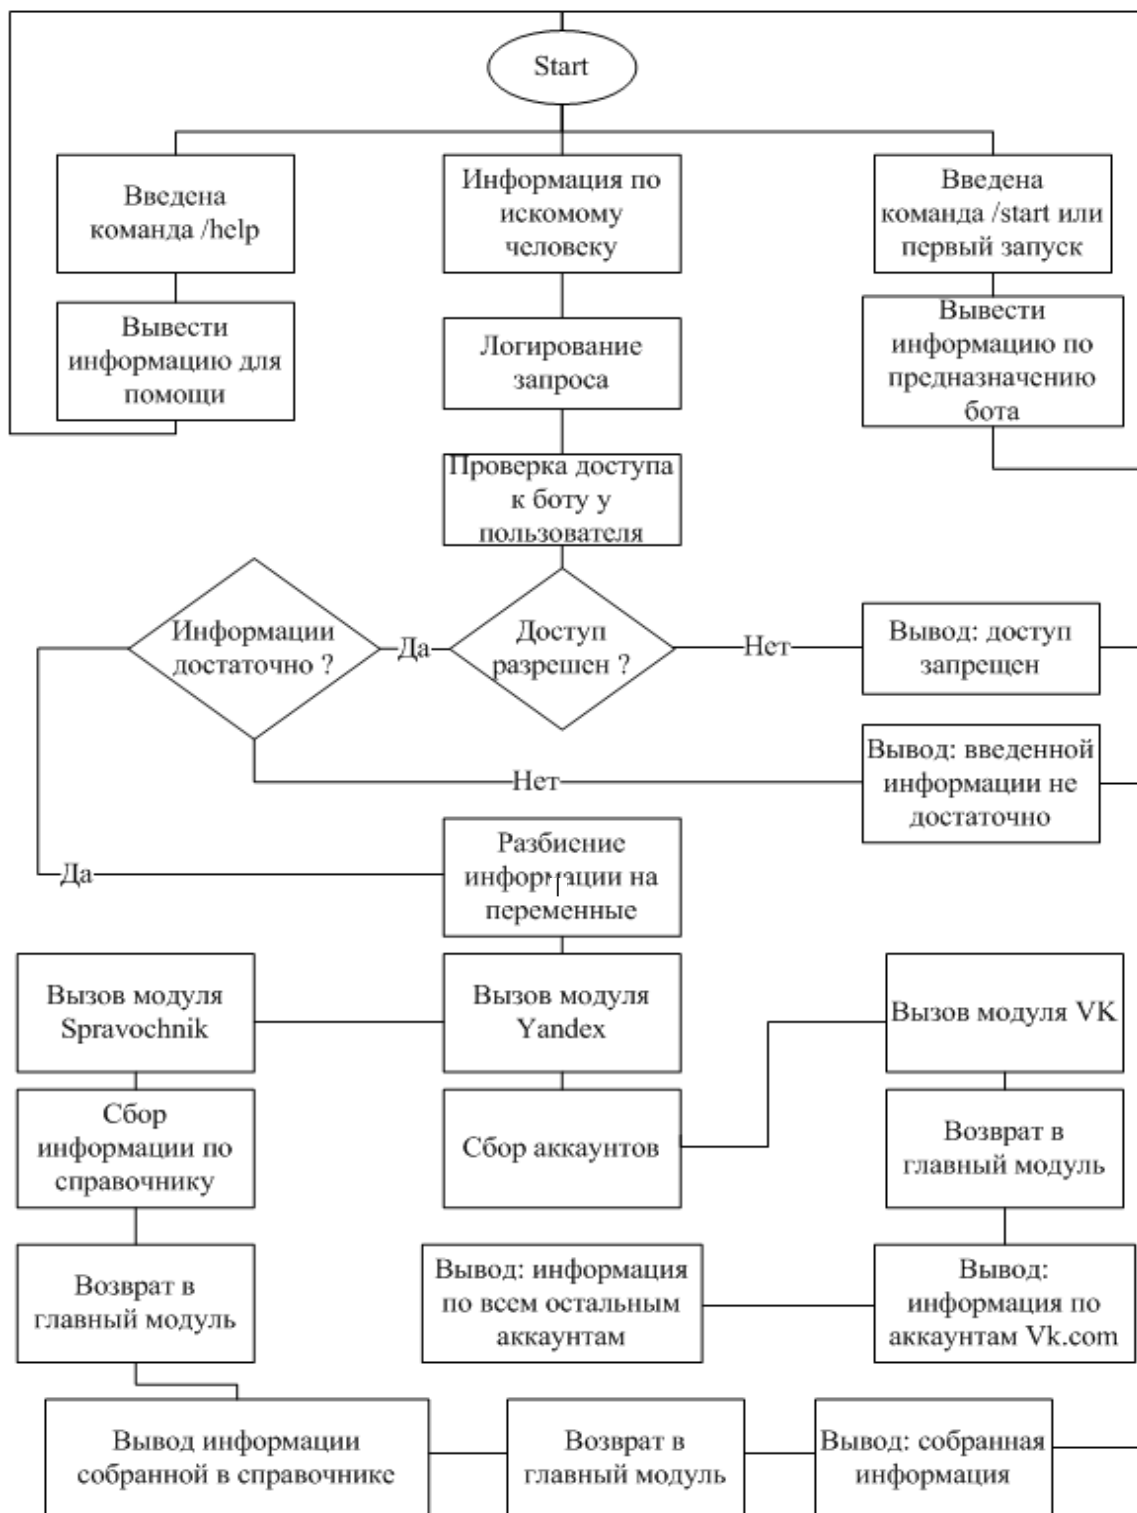 Start
Введена
команда /help
Информация по
искомому
человеку
Введена
команда /start или
первый запуск
Вывести
информацию для
помощи
Логирование
запроса
Вывести
информацию по
предназначению
бота
Проверка доступа
к боту у
пользователя
Информации
достаточно ?
Да
Доступ
разрешен ?
Нет
Вывод: доступ
запрещен
Нет
Вывод: введенной
информации не
достаточно
Да
Разбиение
информации на
переменные
Вызов модуля
Spravochnik
Вызов модуля
Yandex
Вызов модуля VK
Сбор
информации по
справочнику
Сбор аккаунтов
Возврат в
главный модуль
Возврат в
главный модуль
Вывод: информация
по всем остальным
аккаунтам
Вывод:
информация по
аккаунтам Vk.com
Вывод информации
собранной в справочнике
Возврат в
главный модуль
Вывод: собранная
информация